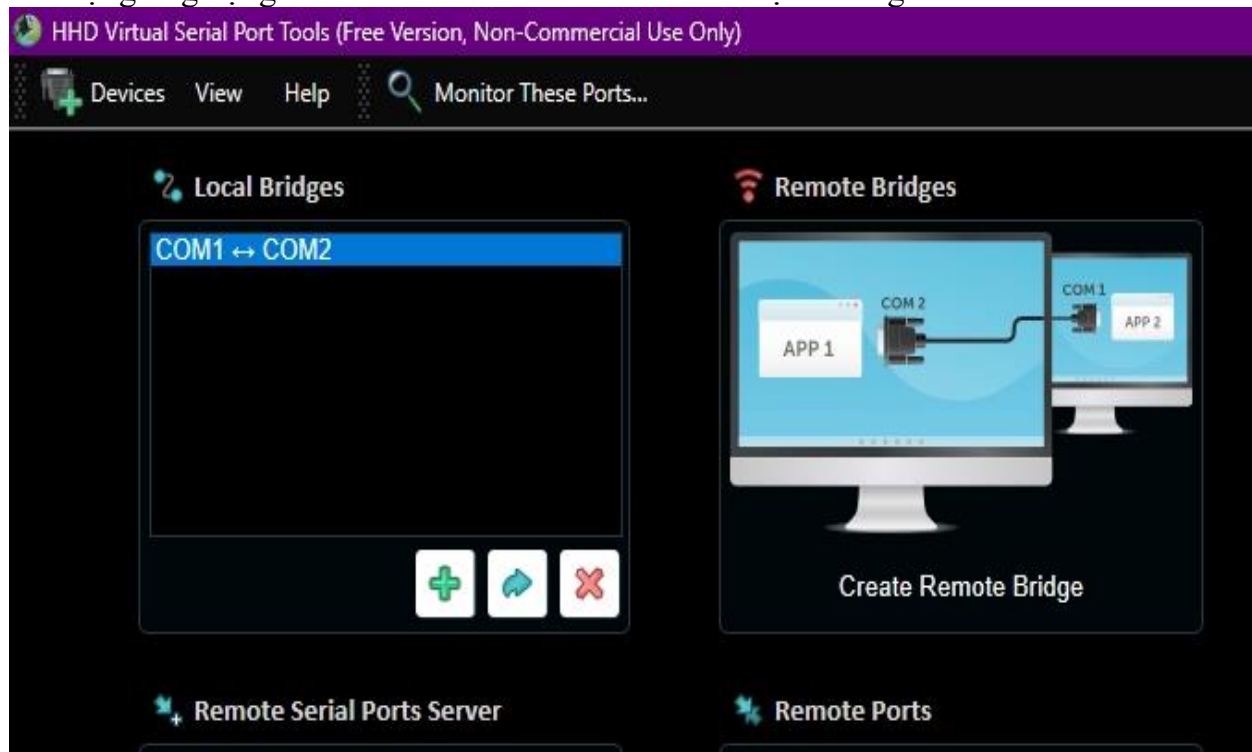 HHD Virtual Serial Port Tools (Free Version, Non-Commercial Use Only)
Devices View Help Monitor These Ports...
Local Bridges
COM1 ↔ COM2
Remote Bridges
APP 1
COM 2
COM 1
APP 2
Create Remote Bridge
Remote Serial Ports Server
Remote Ports